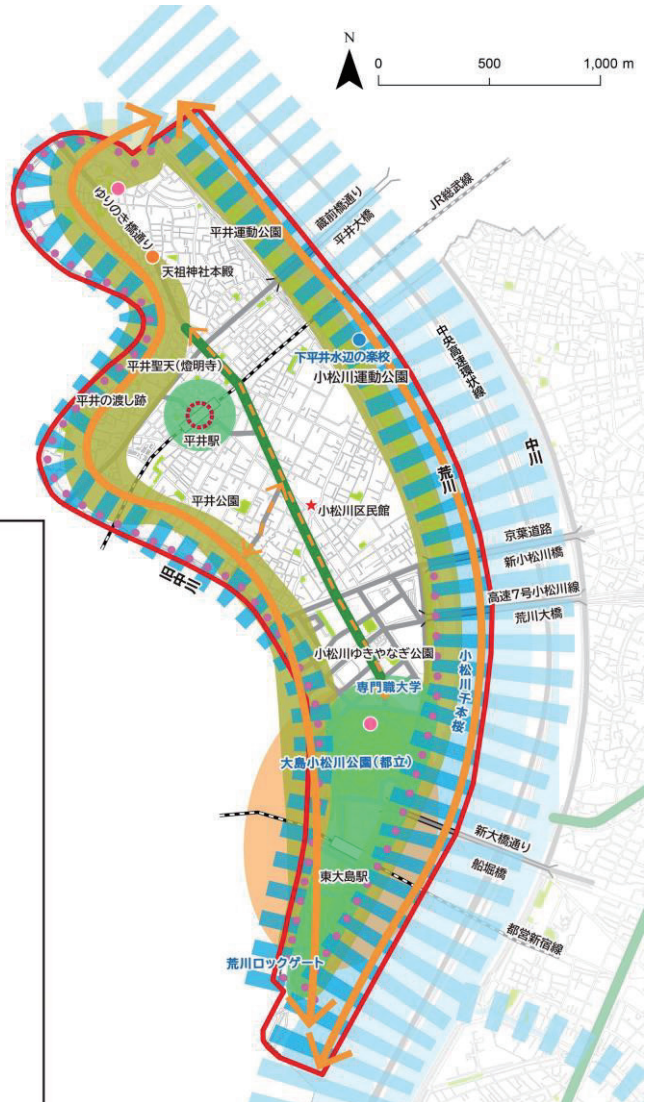 N
0 500 1,000 m
JR総武線
蔵前橋通り
平井大橋
ゆりのき橋通り
平井運動公園
天祖神社本殿
中央高速環状線
下平井水辺の楽校
小松川運動公園
平井聖天(燈明寺)
平井の渡し跡
平井駅
荒川
中川
平井公園
小松川区民館
京葉道路
新小松川橋
旧中川
高速7号小松川線
荒川大橋
小松川ゆきやなぎ公園
小松川千本桜
専門職大学
大島小松川公園(都立)
新大橋通り
船堀橋
東大島駅
都営新宿線
荒川ロックゲート